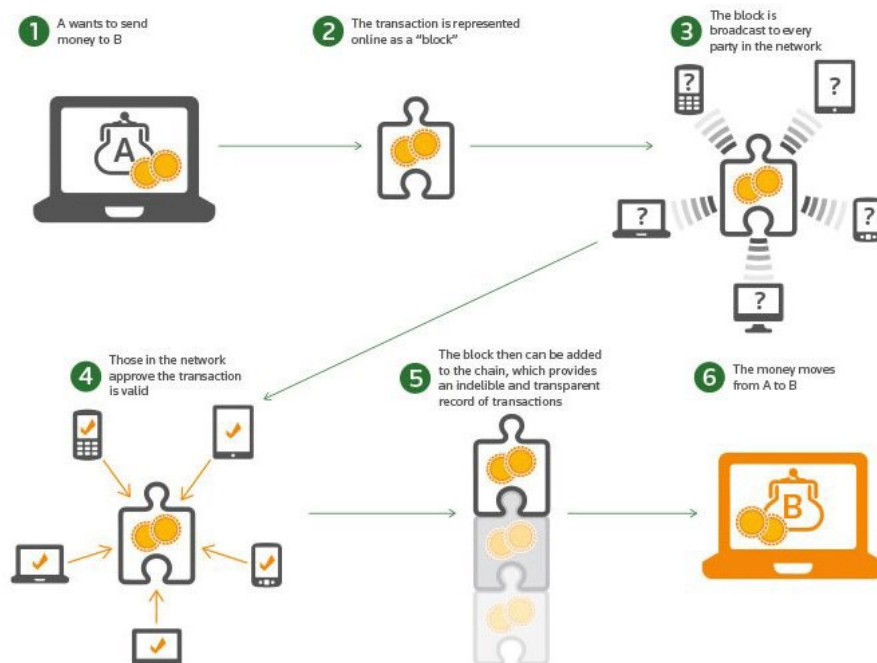 1
A wants to send
money to B
2
The transaction is represented
online as a “block”
3
The block is
broadcast to every
party in the network
A
?
?
?
?
?
4
Those in the network
approve the transaction
is valid
5
The block then can be added
to the chain, which provides
an indelible and transparent
record of transactions
6
The money moves
from A to B
B